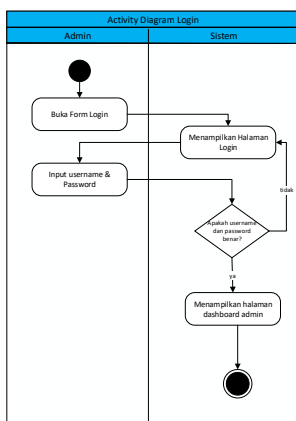 Activity Diagram Login
Admin
Sistem
Buka Form Login
Menampilkan Halaman
Login
Input username &
Password
tidak
Apakah username
dan password
benar?
ya
Menampilkan halaman
dashboard admin